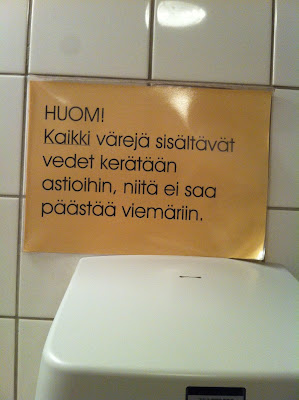 HUOM!
Kaikki värejä sisältävät
vedet kerätään
astioihin, niitä ei saa
päästää viemäriin.